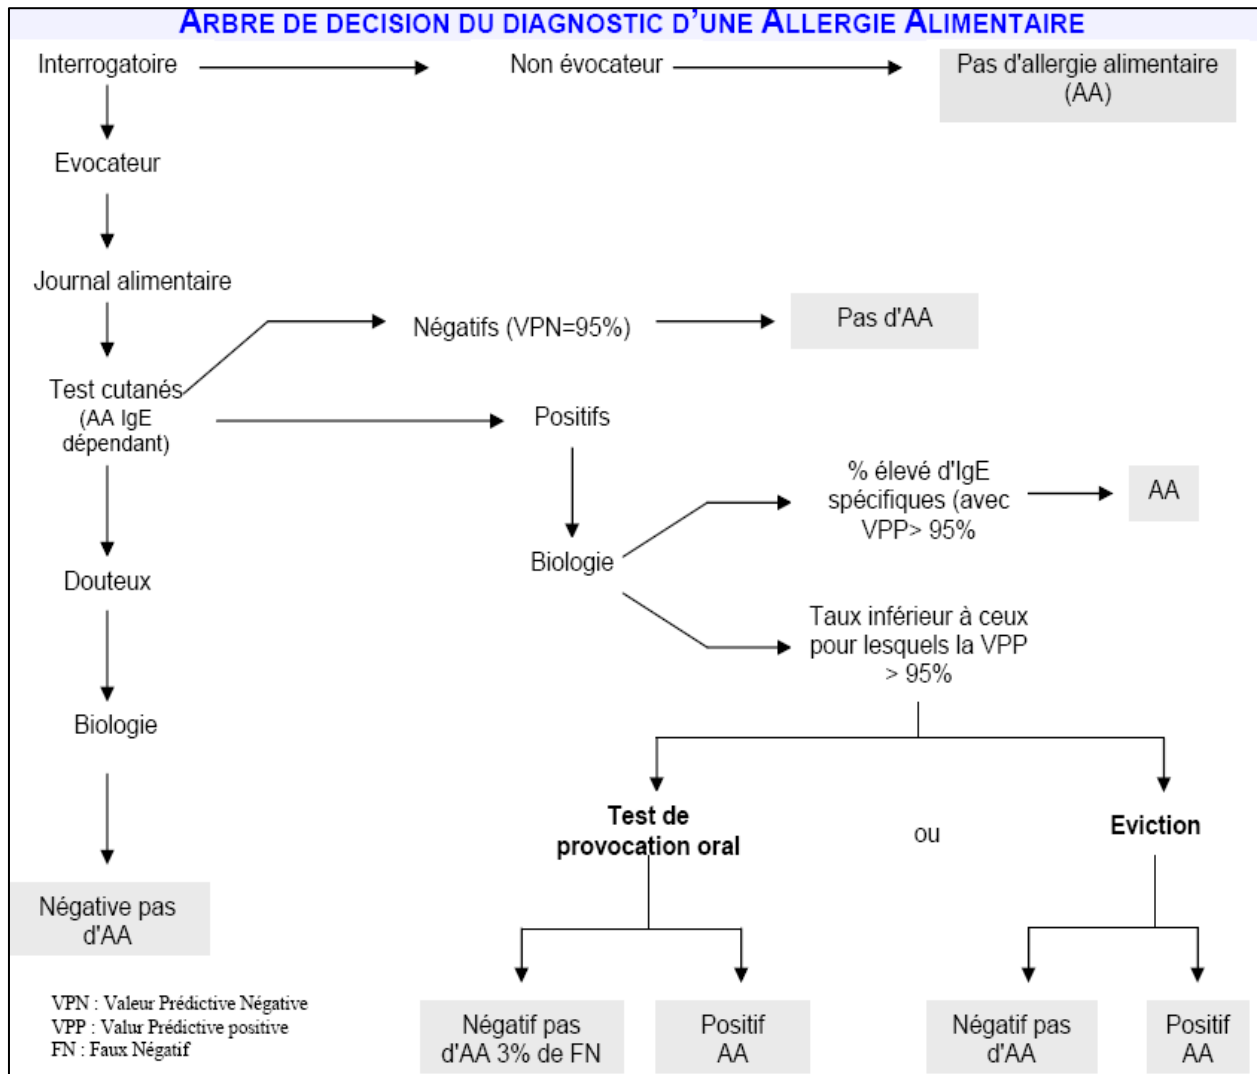 ARBRE DE DECISION DU DIAGNOSTIC D'UNE ALLERGIE ALIMENTAIRE
Interrogatoire
Non évocateur
Pas d'allergie alimentaire
(AA)
Evocateur
Journal alimentaire
Négatifs (VPN=95%)
Pas d'AA
Test cutanés
(AA IgE
dépendant)
Positifs
% élevé d'IgE
spécifiques (avec
VPP> 95%
AA
Biologie
Douteux
Taux inférieur à ceux
pour lesquels la VPP
> 95%
Biologie
Test de
provocation oral
ou
Eviction
Négative pas
d'AA
VPN : Valeur Prédictive Négative
VPP : Valur Prédictive positive
FN : Faux Négatif
Négatif pas
d'AA 3% de FN
Positif
AA
Négatif pas
d'AA
Positif
AA